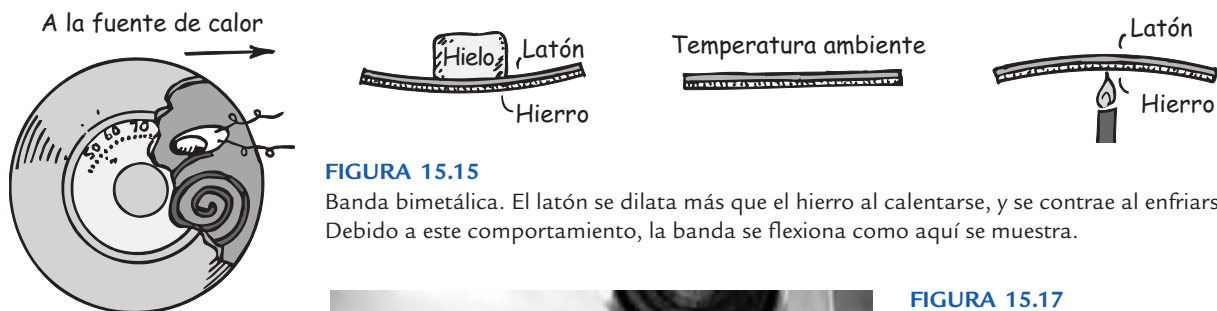 A la fuente de calor
50 60 70
Hielo
Latón
Hierro
Temperatura ambiente
Latón
Hierro
FIGURA 15.15
Banda bimetálica. El latón se dilata más que el hierro al calentarse, y se contrae al enfriars
Debido a este comportamiento, la banda se flexiona como aquí se muestra.
FIGURA 15.17